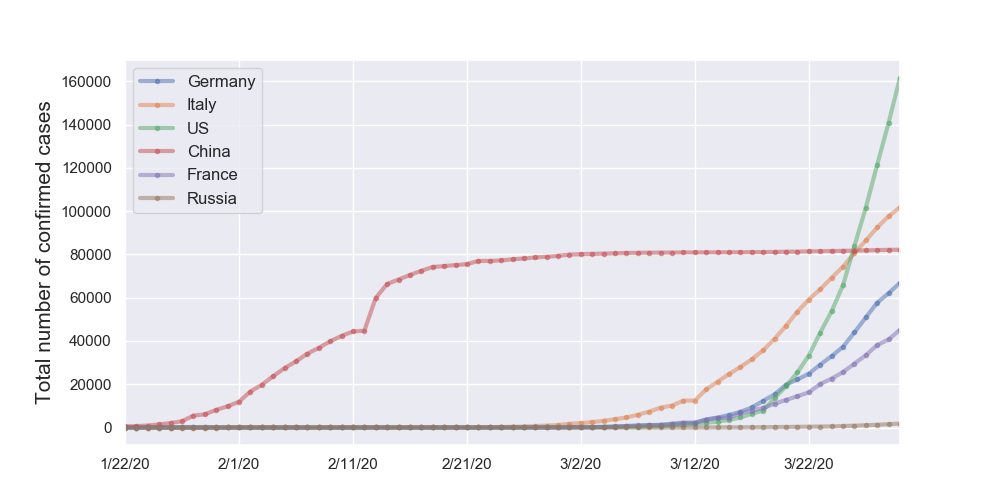 Total number of confirmed cases
160000
140000
120000
100000
80000
60000
40000
20000
0
Germany
Italy
US
China
France
Russia
1/22/20 2/1/20 2/11/20 2/21/20 3/2/20 3/12/20 3/22/20